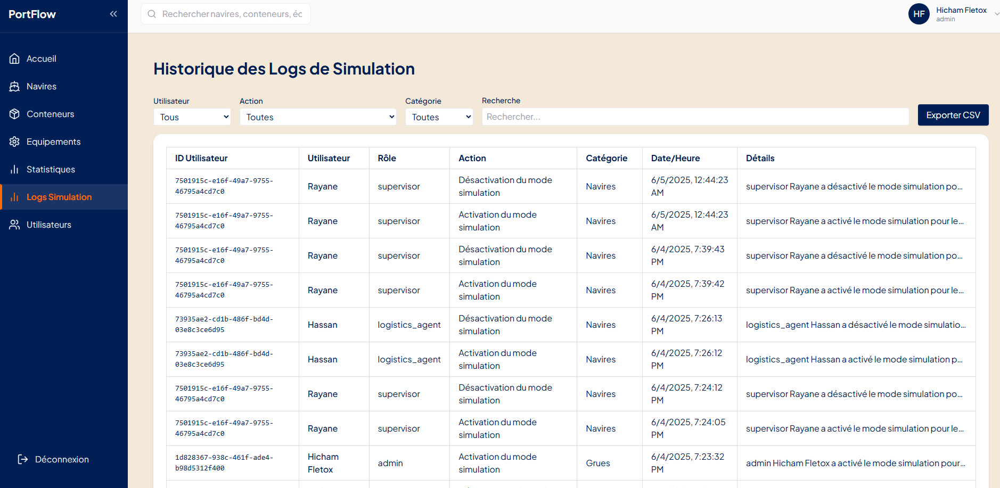 PortFlow
Rechercher navires, conteneurs, éc
HF
Hicham Fletox
admin
Accueil
Navires
Conteneurs
Equipements
Statistiques
Logs Simulation
Utilisateurs
Déconnexion
Historique des Logs de Simulation
Utilisateur Action Catégorie Recherche
Tous Toutes Toutes Rechercher... Exporter CSV
ID Utilisateur Utilisateur Rôle Action Catégorie Date/Heure Détails
7501915c-e16f-49a7-9755-
46795a4cd7c0
Rayane
supervisor
Désactivation du mode
simulation
Navires
6/5/2025, 12:44:23
AM
supervisor Rayane a désactivé le mode simulation po...
7501915c-e16f-49a7-9755-
46795a4cd7c0
Rayane
supervisor
Activation du mode
simulation
Navires
6/5/2025, 12:44:23
AM
supervisor Rayane a activé le mode simulation pour le...
7501915c-e16f-49a7-9755-
46795a4cd7c0
Rayane
supervisor
Désactivation du mode
simulation
Navires
6/4/2025, 7:39:43
PM
supervisor Rayane a désactivé le mode simulation po...
7501915c-e16f-49a7-9755-
46795a4cd7c0
Rayane
supervisor
Activation du mode
simulation
Navires
6/4/2025, 7:39:42
PM
supervisor Rayane a activé le mode simulation pour le...
73935ae2-cd1b-486f-bd4d-
03e8c3ce6d95
Hassan
logistics_agent
Désactivation du mode
simulation
Navires
6/4/2025, 7:26:13
PM
logistics_agent Hassan a désactivé le mode simulatio...
73935ae2-cd1b-486f-bd4d-
03e8c3ce6d95
Hassan
logistics_agent
Activation du mode
simulation
Navires
6/4/2025, 7:26:12
PM
logistics_agent Hassan a activé le mode simulation p...
7501915c-e16f-49a7-9755-
46795a4cd7c0
Rayane
supervisor
Désactivation du mode
simulation
Navires
6/4/2025, 7:24:12
PM
supervisor Rayane a désactivé le mode simulation po...
7501915c-e16f-49a7-9755-
46795a4cd7c0
Rayane
supervisor
Activation du mode
simulation
Navires
6/4/2025, 7:24:05
PM
supervisor Rayane a activé le mode simulation pour le...
1d828367-938c-461f-ade4-
b98d5312f400
Hicham
Fletox
admin
Activation du mode
simulation
Grues
6/4/2025, 7:23:32
PM
admin Hicham Fletox a activé le mode simulation pour...